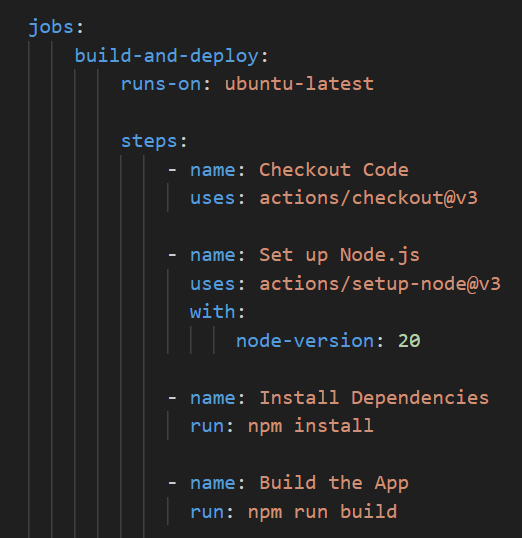 jobs:
build-and-deploy:
runs-on: ubuntu-latest
steps:
- name: Checkout Code
uses: actions/checkout@v3
- name: Set up Node.js
uses: actions/setup-node@v3
with:
node-version: 20
- name: Install Dependencies
run: npm install
- name: Build the App
run: npm run build